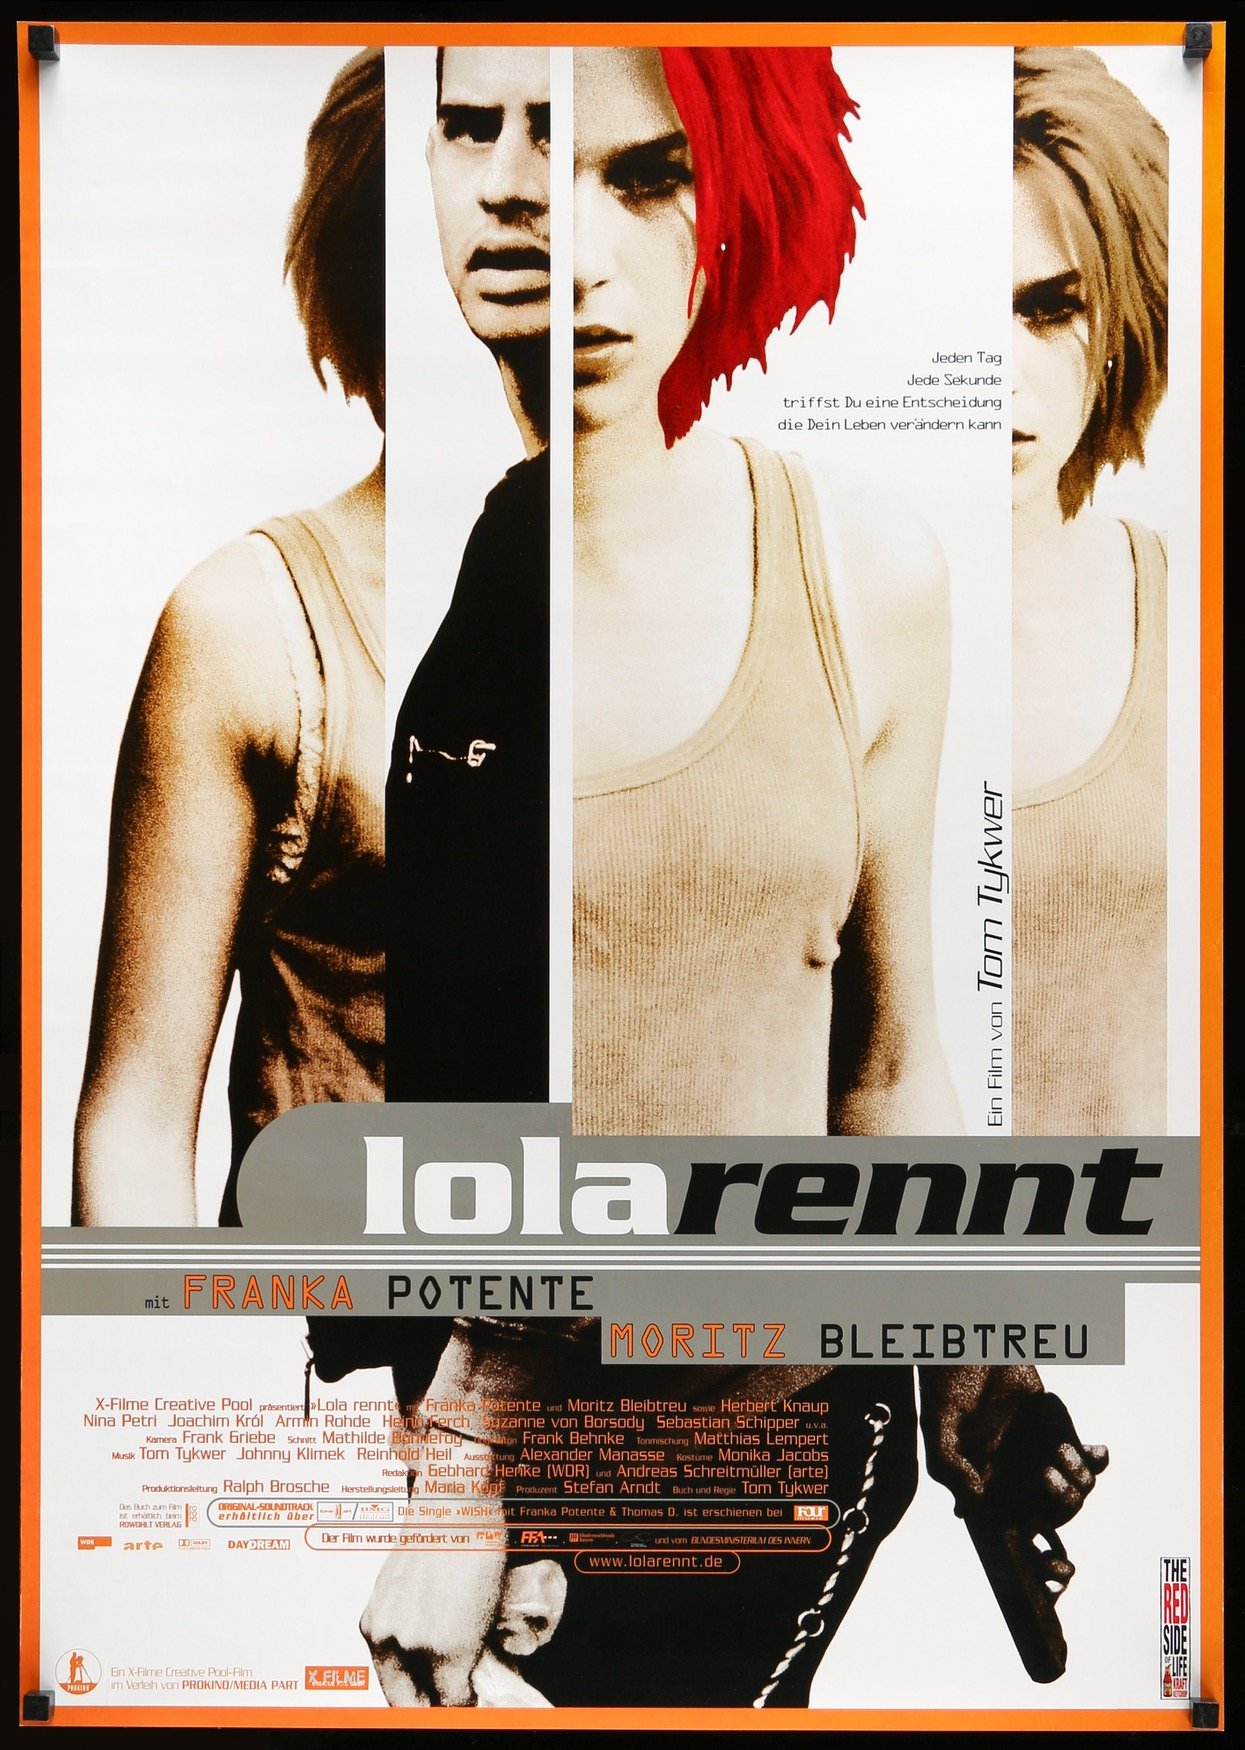 Jeden Tag
Jede Sekunde
triffst Du eine Entscheidung
die Dein Leben verändern kann
Ein Film von Tom Tykwer
lolarennt
mit FRANKA POTENTE
MORITZ BLEIBTREU
X-Filme Creative Pool präsentiert »Lola rennt« mit Franka Potente und Moritz Bleibtreu sowie Herbert Knaup
Nina Petri Joachim Król Armin Rohde Heino Ferch Suzanne von Borsody Sebastian Schipper u.v.a.
Kamera Frank Griebe Schnitt Mathilde Bonnefoy Frank Behnke Tonmischung Matthias Lempert
Musik Tom Tykwer Johnny Klimek Reinhold Heil Ausstattung Alexander Manasse Kostüme Monika Jacobs
Redaktion Gebhard Henke (WDR) und Andreas Schreitmüller (arte)
Produktionsleitung Ralph Brosche Herstellungsleitung Maria Köpf Produzent Stefan Arndt Buch und Regie Tom Tykwer
Das Buch zum Film
ist erhältlich beim
ROWOHLT VERLAG
ORIGINAL-SOUNDTRACK
erhältlich über
BMG
Die Single »WISH« mit Franka Potente & Thomas D. ist erschienen bei FOUR
WDR arte DOLBY DAYDREAM
Der Film wurde gefördert von FFA und vom BUNDESMINISTERIUM DES INNERN
www.lolarennt.de
THE
RED
SIDE
OF LIFE
KRAFT
KETCHUP
PROKINO
Ein X-Filme Creative Pool-Film
im Verleih von PROKINO/MEDIA PART
X FILME